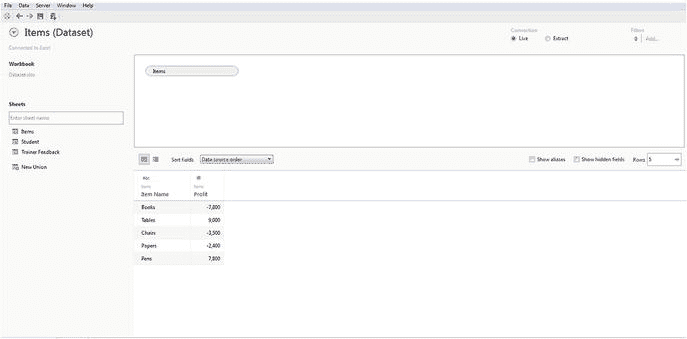 File Data Server Window Help
Items (Dataset)
Connection
Live Extract
Filters
0 Add...
Connected to Excel
Workbook
Dataset.xlsx
Sheets
Enter sheet name
Items
Student
Trainer Feedback
New Union
Items
Sort fields Data source order
Show aliases Show hidden fields Rows 5
Abc #
Items Items
Item Name Profit
Books -7,800
Tables 9,000
Chairs -3,500
Papers -2,400
Pens 7,800